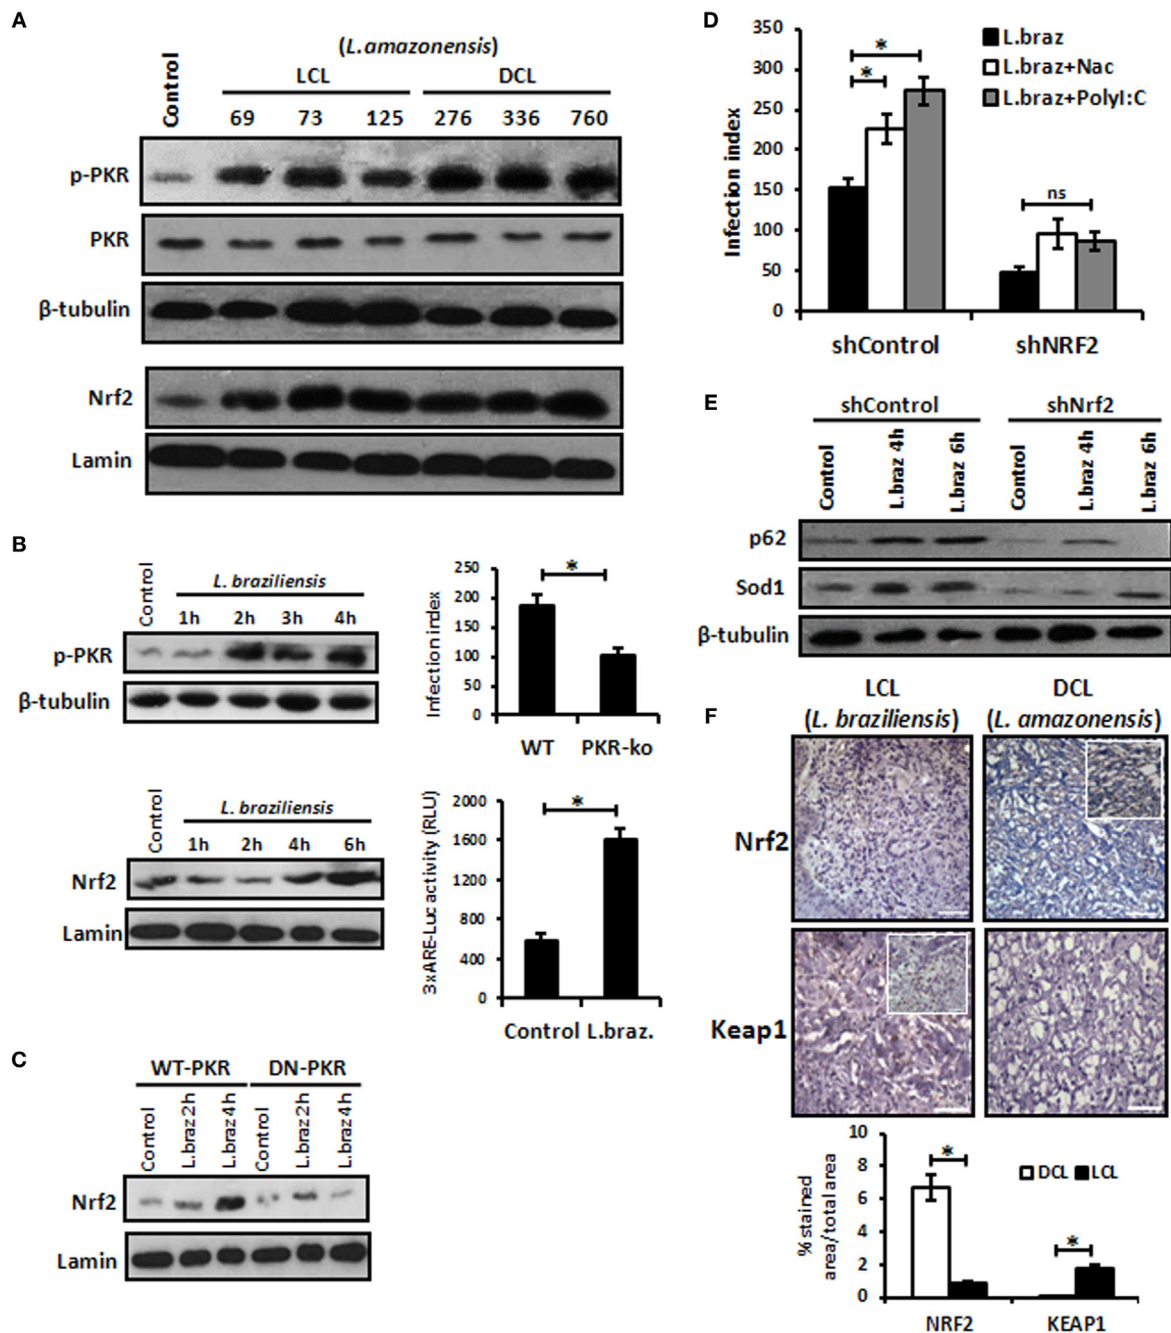 A
(L.amazonensis)
Control
LCL
DCL
69 73 125 276 336 760
p-PKR
PKR
β-tubulin
Nrf2
Lamin
B
Control
L. braziliensis
1h 2h 3h 4h
p-PKR
β-tubulin
Infection index
250
200
150
100
50
0
*
WT PKR-ko
Control
L. braziliensis
1h 2h 4h 6h
Nrf2
Lamin
3xARE-Luc activity (RLU)
2000
1600
1200
800
400
0
*
Control L.braz.
C
WT-PKR DN-PKR
Control L.braz 2h L.braz 4h Control L.braz 2h L.braz 4h
Nrf2
Lamin
D
Infection index
350
300
250
200
150
100
50
0
L.braz
L.braz+Nac
L.braz+PolyI:C
*
*
ns
shControl shNRF2
E
shControl shNrf2
Control L.braz 4h L.braz 6h Control L.braz 4h L.braz 6h
p62
Sod1
β-tubulin
F
LCL DCL
(L. braziliensis) (L. amazonensis)
Nrf2
Keap1
% stained
area/total area
10
8
6
4
2
0
*
*
DCL LCL
NRF2 KEAP1